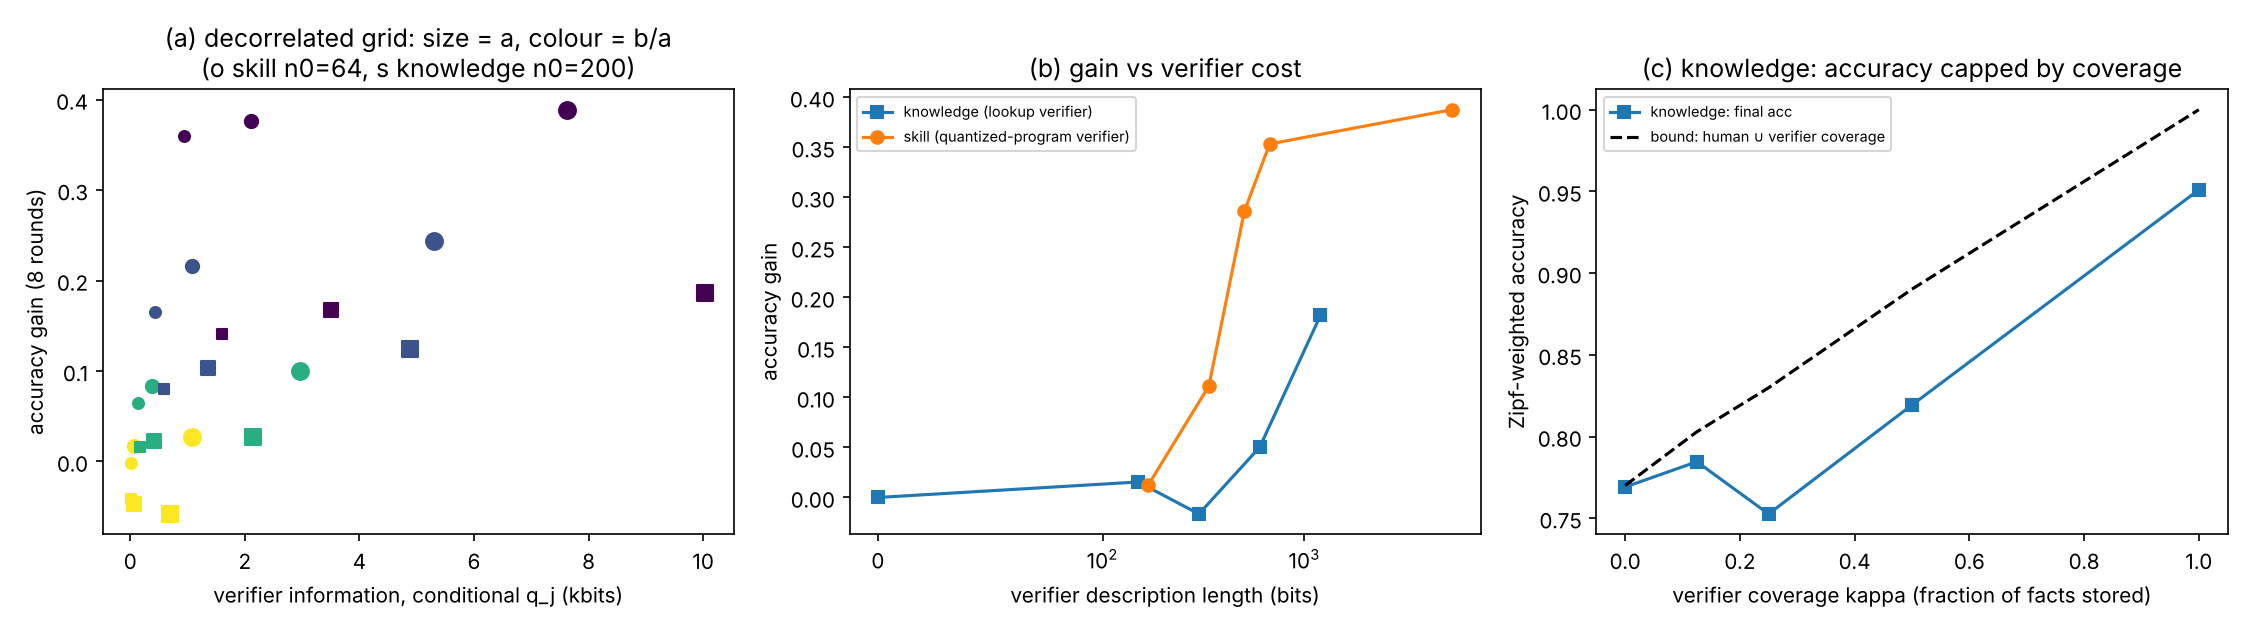 (a) decorrelated grid: size = a, colour = b/a
(o skill n0=64, s knowledge n0=200)
accuracy gain (8 rounds)
0.4
0.3
0.2
0.1
0.0
0
2
4
6
8
10
verifier information, conditional q_j (kbits)
(b) gain vs verifier cost
knowledge (lookup verifier)
skill (quantized-program verifier)
accuracy gain
0.40
0.35
0.30
0.25
0.20
0.15
0.10
0.05
0.00
0
10²
10³
verifier description length (bits)
(c) knowledge: accuracy capped by coverage
knowledge: final acc
bound: human ∪ verifier coverage
Zipf-weighted accuracy
1.00
0.95
0.90
0.85
0.80
0.75
0.0
0.2
0.4
0.6
0.8
1.0
verifier coverage kappa (fraction of facts stored)